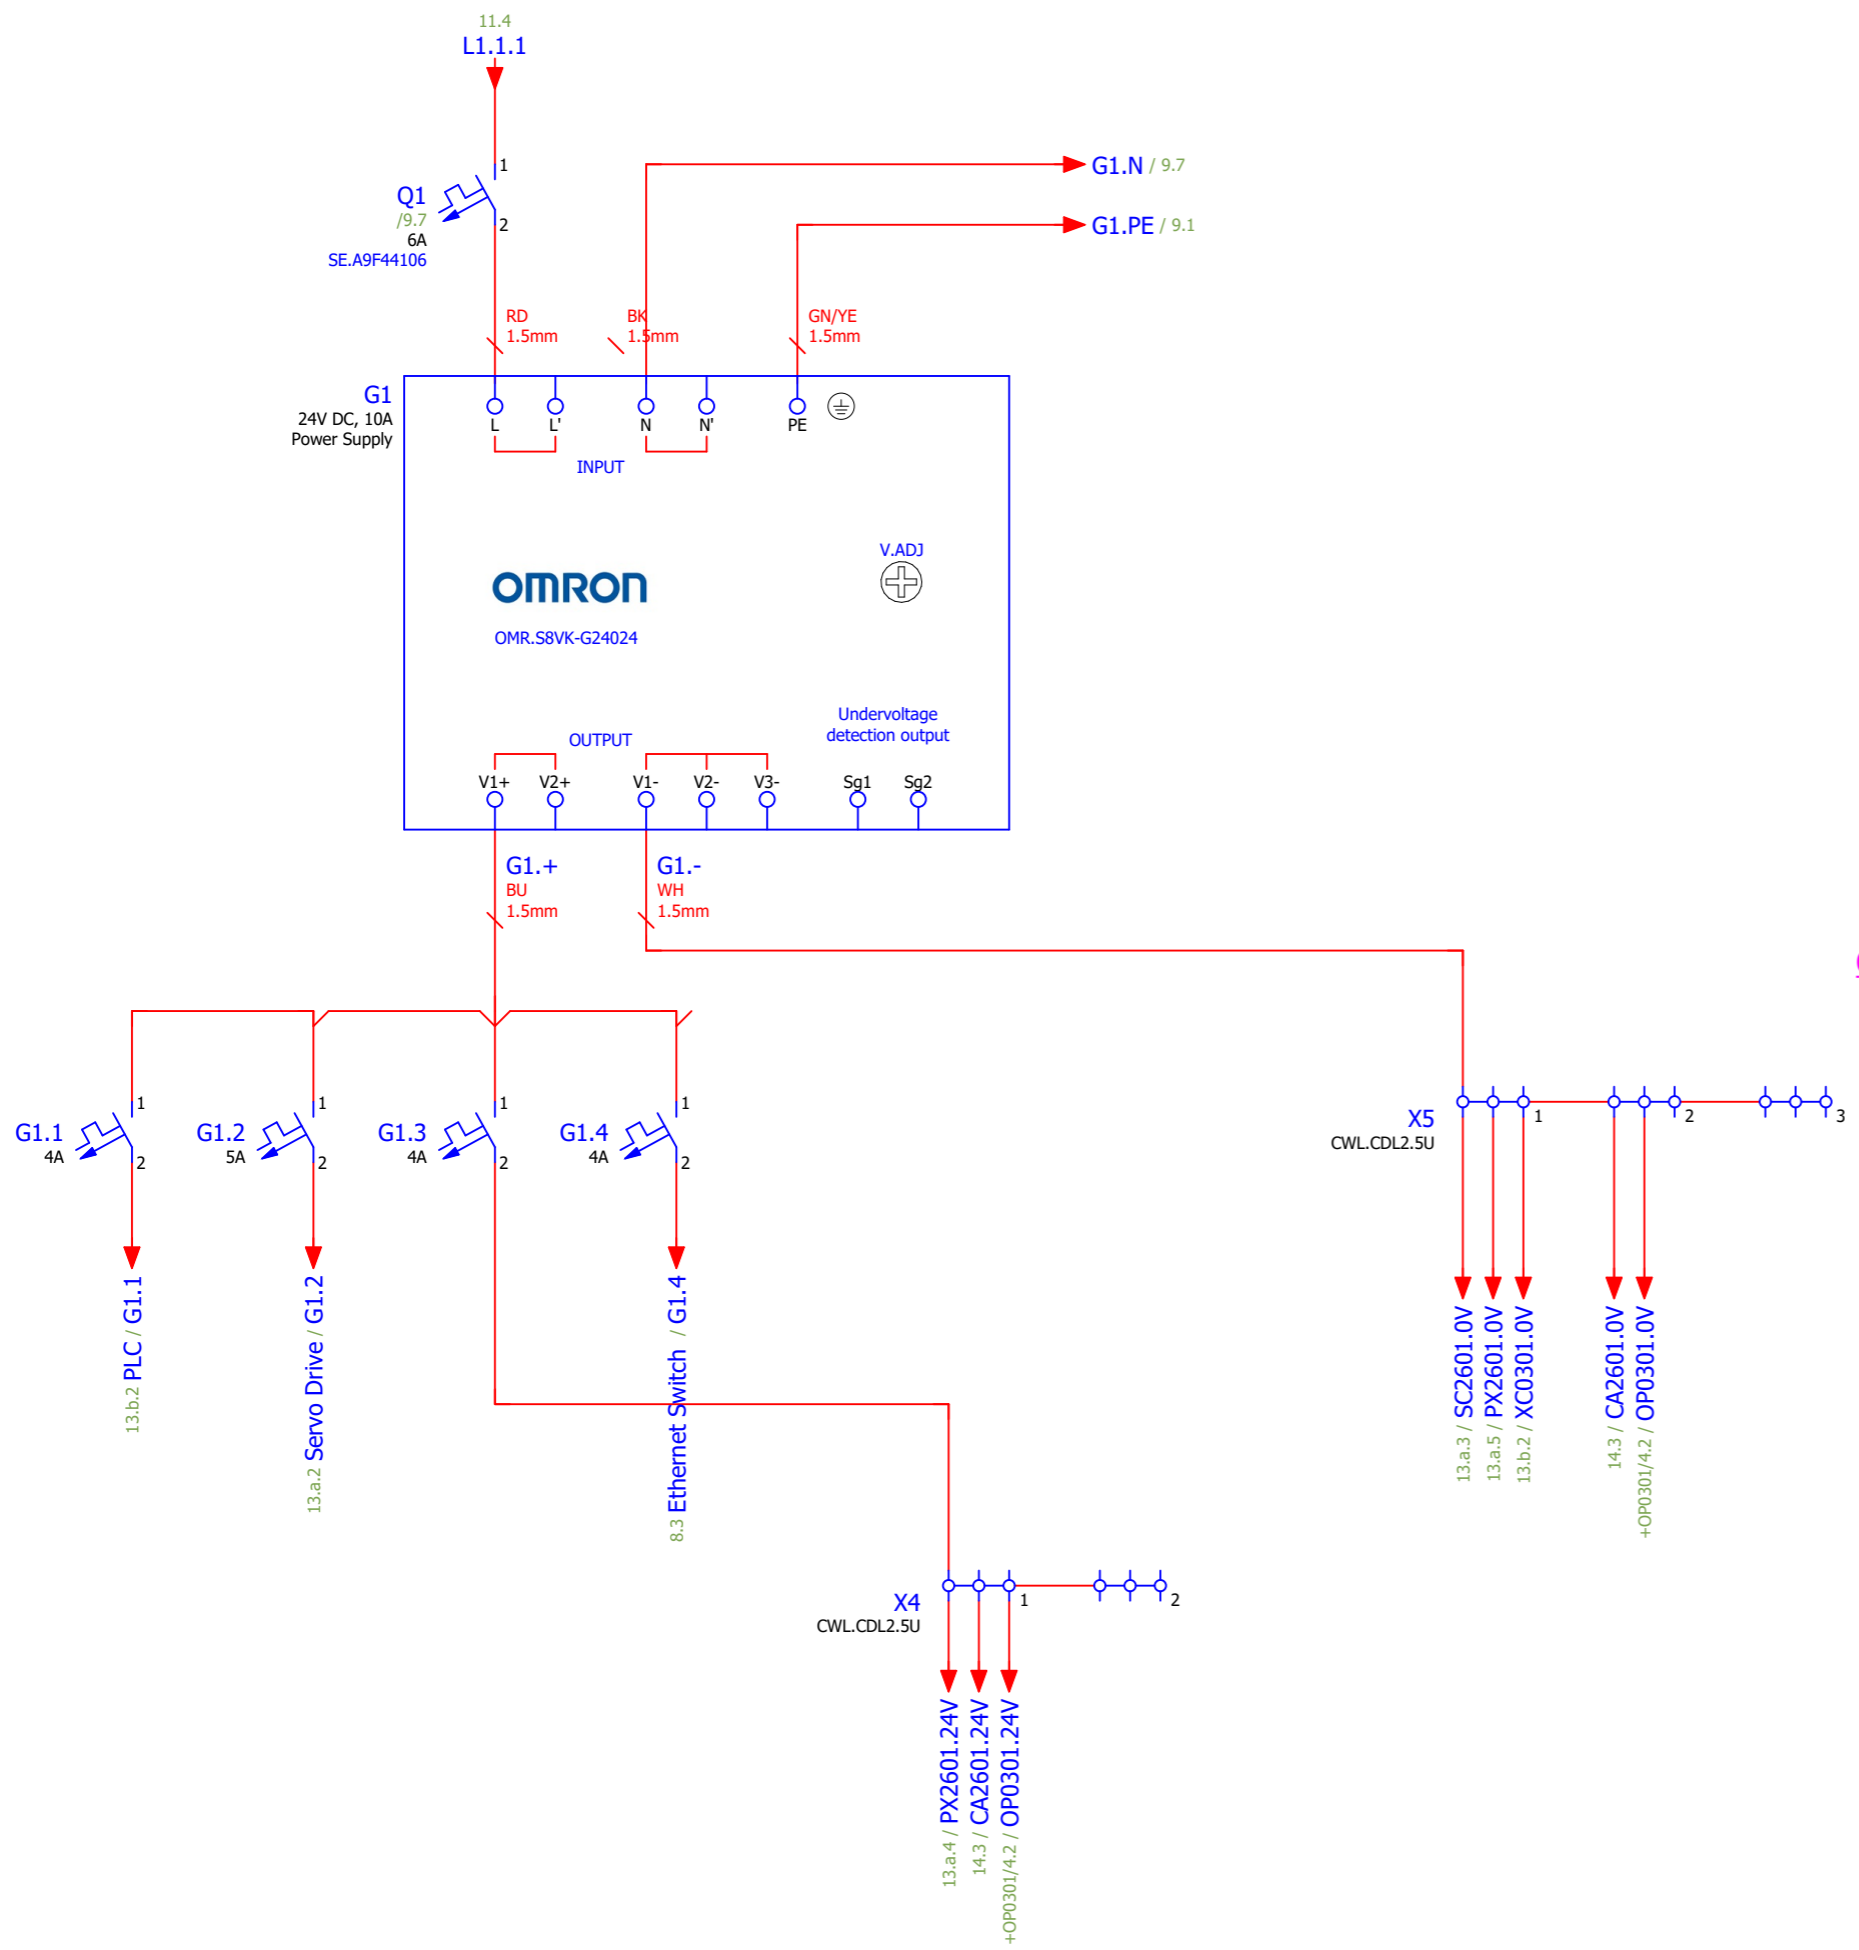 11.4
L1.1.1
1
Q1
/9.7
6A
SE.A9F44106
2
G1.N / 9.7
G1.PE / 9.1
RD
1.5mm
BK
1.5mm
GN/YE
1.5mm
G1
24V DC, 10A
Power Supply
L
L'
N
N'
PE
INPUT
V.ADJ
OMRON
OMR.S8VK-G24024
Undervoltage
detection output
OUTPUT
V1+
V2+
V1-
V2-
V3-
Sg1
Sg2
G1.+
BU
1.5mm
G1.-
WH
1.5mm
1
G1.1
4A
2
1
G1.2
5A
2
1
G1.3
4A
2
1
G1.4
4A
2
X5
CWL.CDL2.5U
1
2
3
13.b.2 PLC / G1.1
13.a.2 Servo Drive / G1.2
8.3 Ethernet Switch / G1.4
13.a.3 / SC2601.0V
13.a.5 / PX2601.0V
13.b.2 / XC0301.0V
14.3 / CA2601.0V
+OP0301/4.2 / OP0301.0V
X4
CWL.CDL2.5U
1
2
13.a.4 / PX2601.24V
14.3 / CA2601.24V
+OP0301/4.2 / OP0301.24V